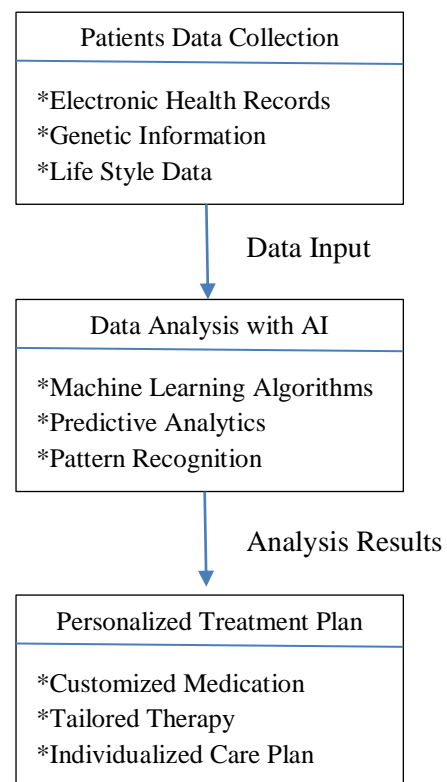 Patients Data Collection
*Electronic Health Records
*Genetic Information
*Life Style Data
Data Input
Data Analysis with AI
*Machine Learning Algorithms
*Predictive Analytics
*Pattern Recognition
Analysis Results
Personalized Treatment Plan
*Customized Medication
*Tailored Therapy
*Individualized Care Plan